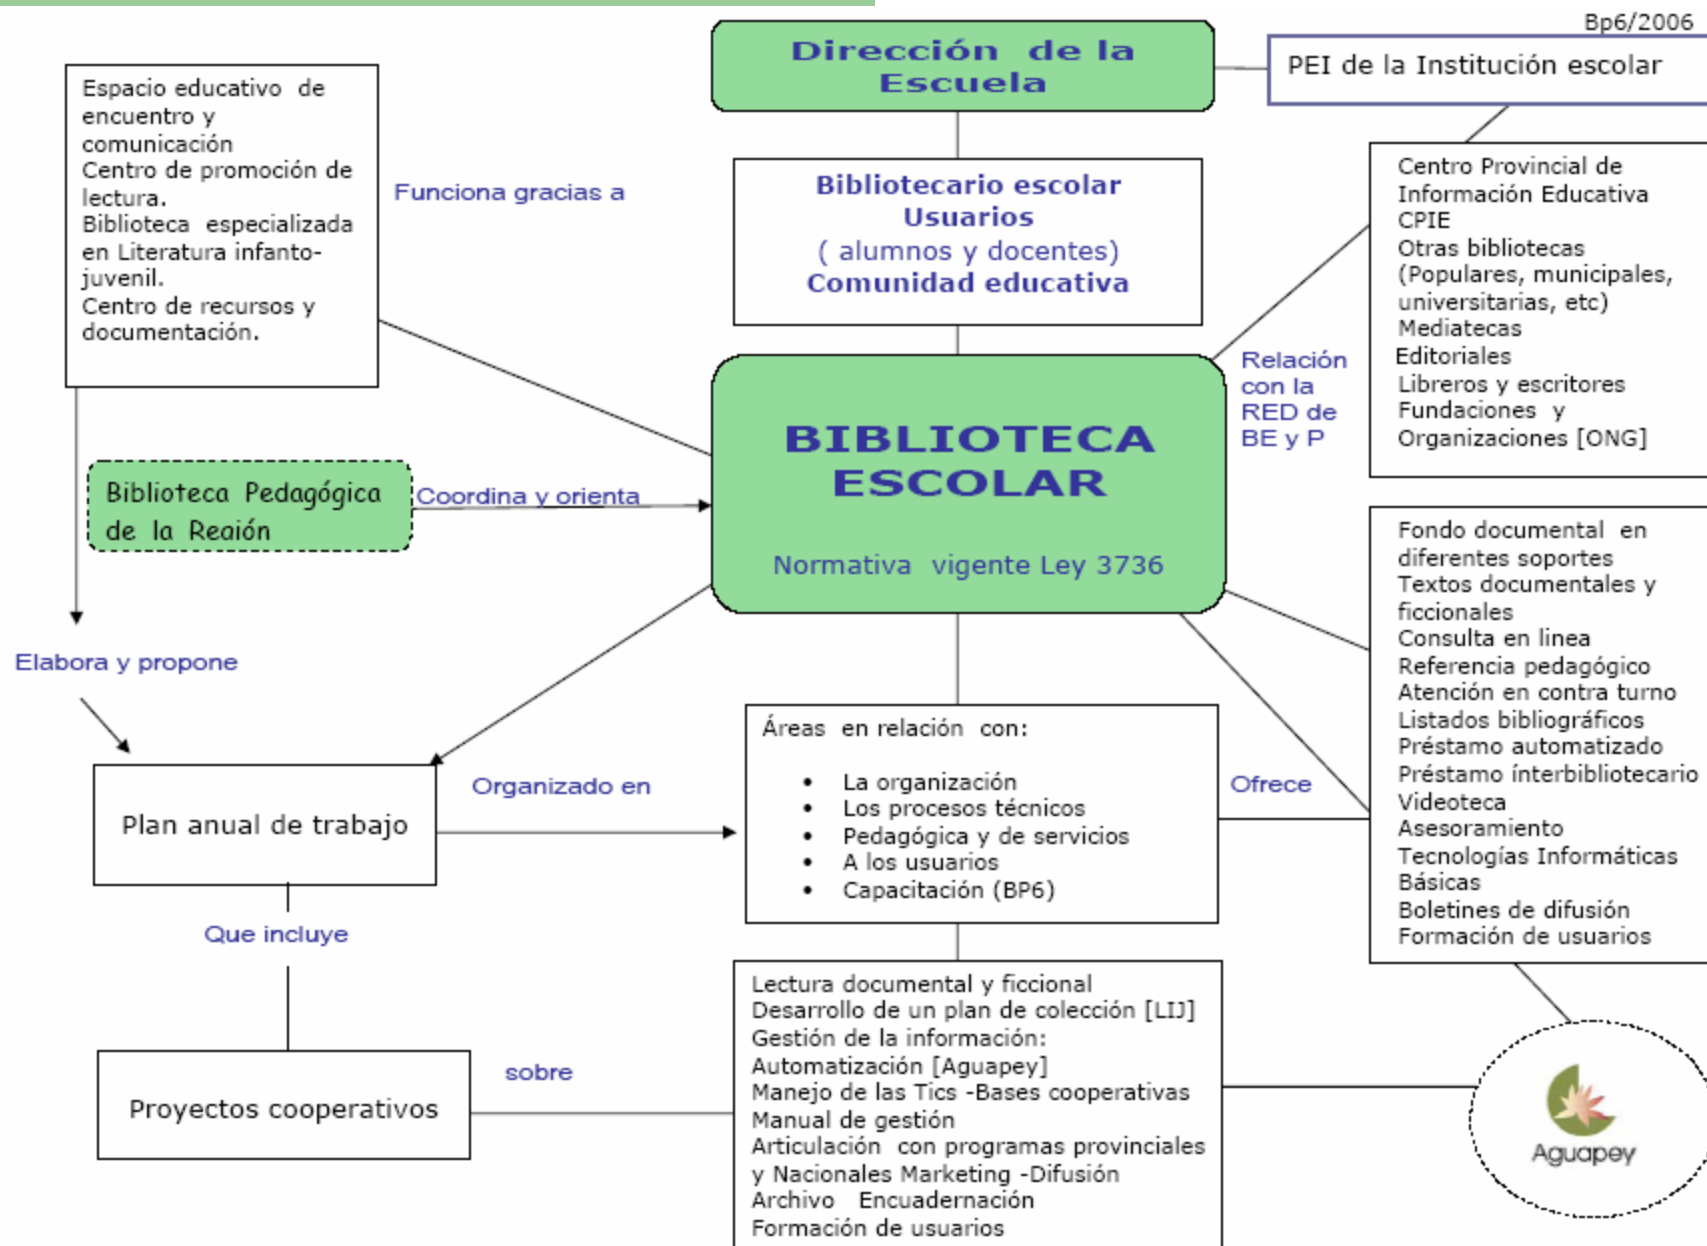 Bp6/2006
Dirección de la
Escuela
PEI de la Institución escolar
Espacio educativo de
encuentro y
comunicación
Centro de promoción de
lectura.
Biblioteca especializada
en Literatura infanto-
juvenil.
Centro de recursos y
documentación.
Funciona gracias a
Bibliotecario escolar
Usuarios
( alumnos y docentes)
Comunidad educativa
Centro Provincial de
Información Educativa
CPIE
Otras bibliotecas
(Populares, municipales,
universitarias, etc)
Mediatecas
Editoriales
Libreros y escritores
Fundaciones y
Organizaciones [ONG]
Relación
con la
RED de
BE y P
BIBLIOTECA
ESCOLAR
Normativa vigente Ley 3736
Biblioteca Pedagógica
de la Región
Coordina y orienta
Fondo documental en
diferentes soportes
Textos documentales y
ficcionales
Consulta en linea
Referencia pedagógico
Atención en contra turno
Listados bibliográficos
Préstamo automatizado
Préstamo ínterbibliotecario
Videoteca
Asesoramiento
Tecnologías Informáticas
Básicas
Boletines de difusión
Formación de usuarios
Elabora y propone
Plan anual de trabajo
Organizado en
Áreas en relación con:
• La organización
• Los procesos técnicos
• Pedagógica y de servicios
• A los usuarios
• Capacitación (BP6)
Ofrece
Que incluye
Proyectos cooperativos
sobre
Lectura documental y ficcional
Desarrollo de un plan de colección [LIJ]
Gestión de la información:
Automatización [Aguapey]
Manejo de las Tics -Bases cooperativas
Manual de gestión
Articulación con programas provinciales
y Nacionales Marketing -Difusión
Archivo Encuadernación
Formación de usuarios
Aguapey